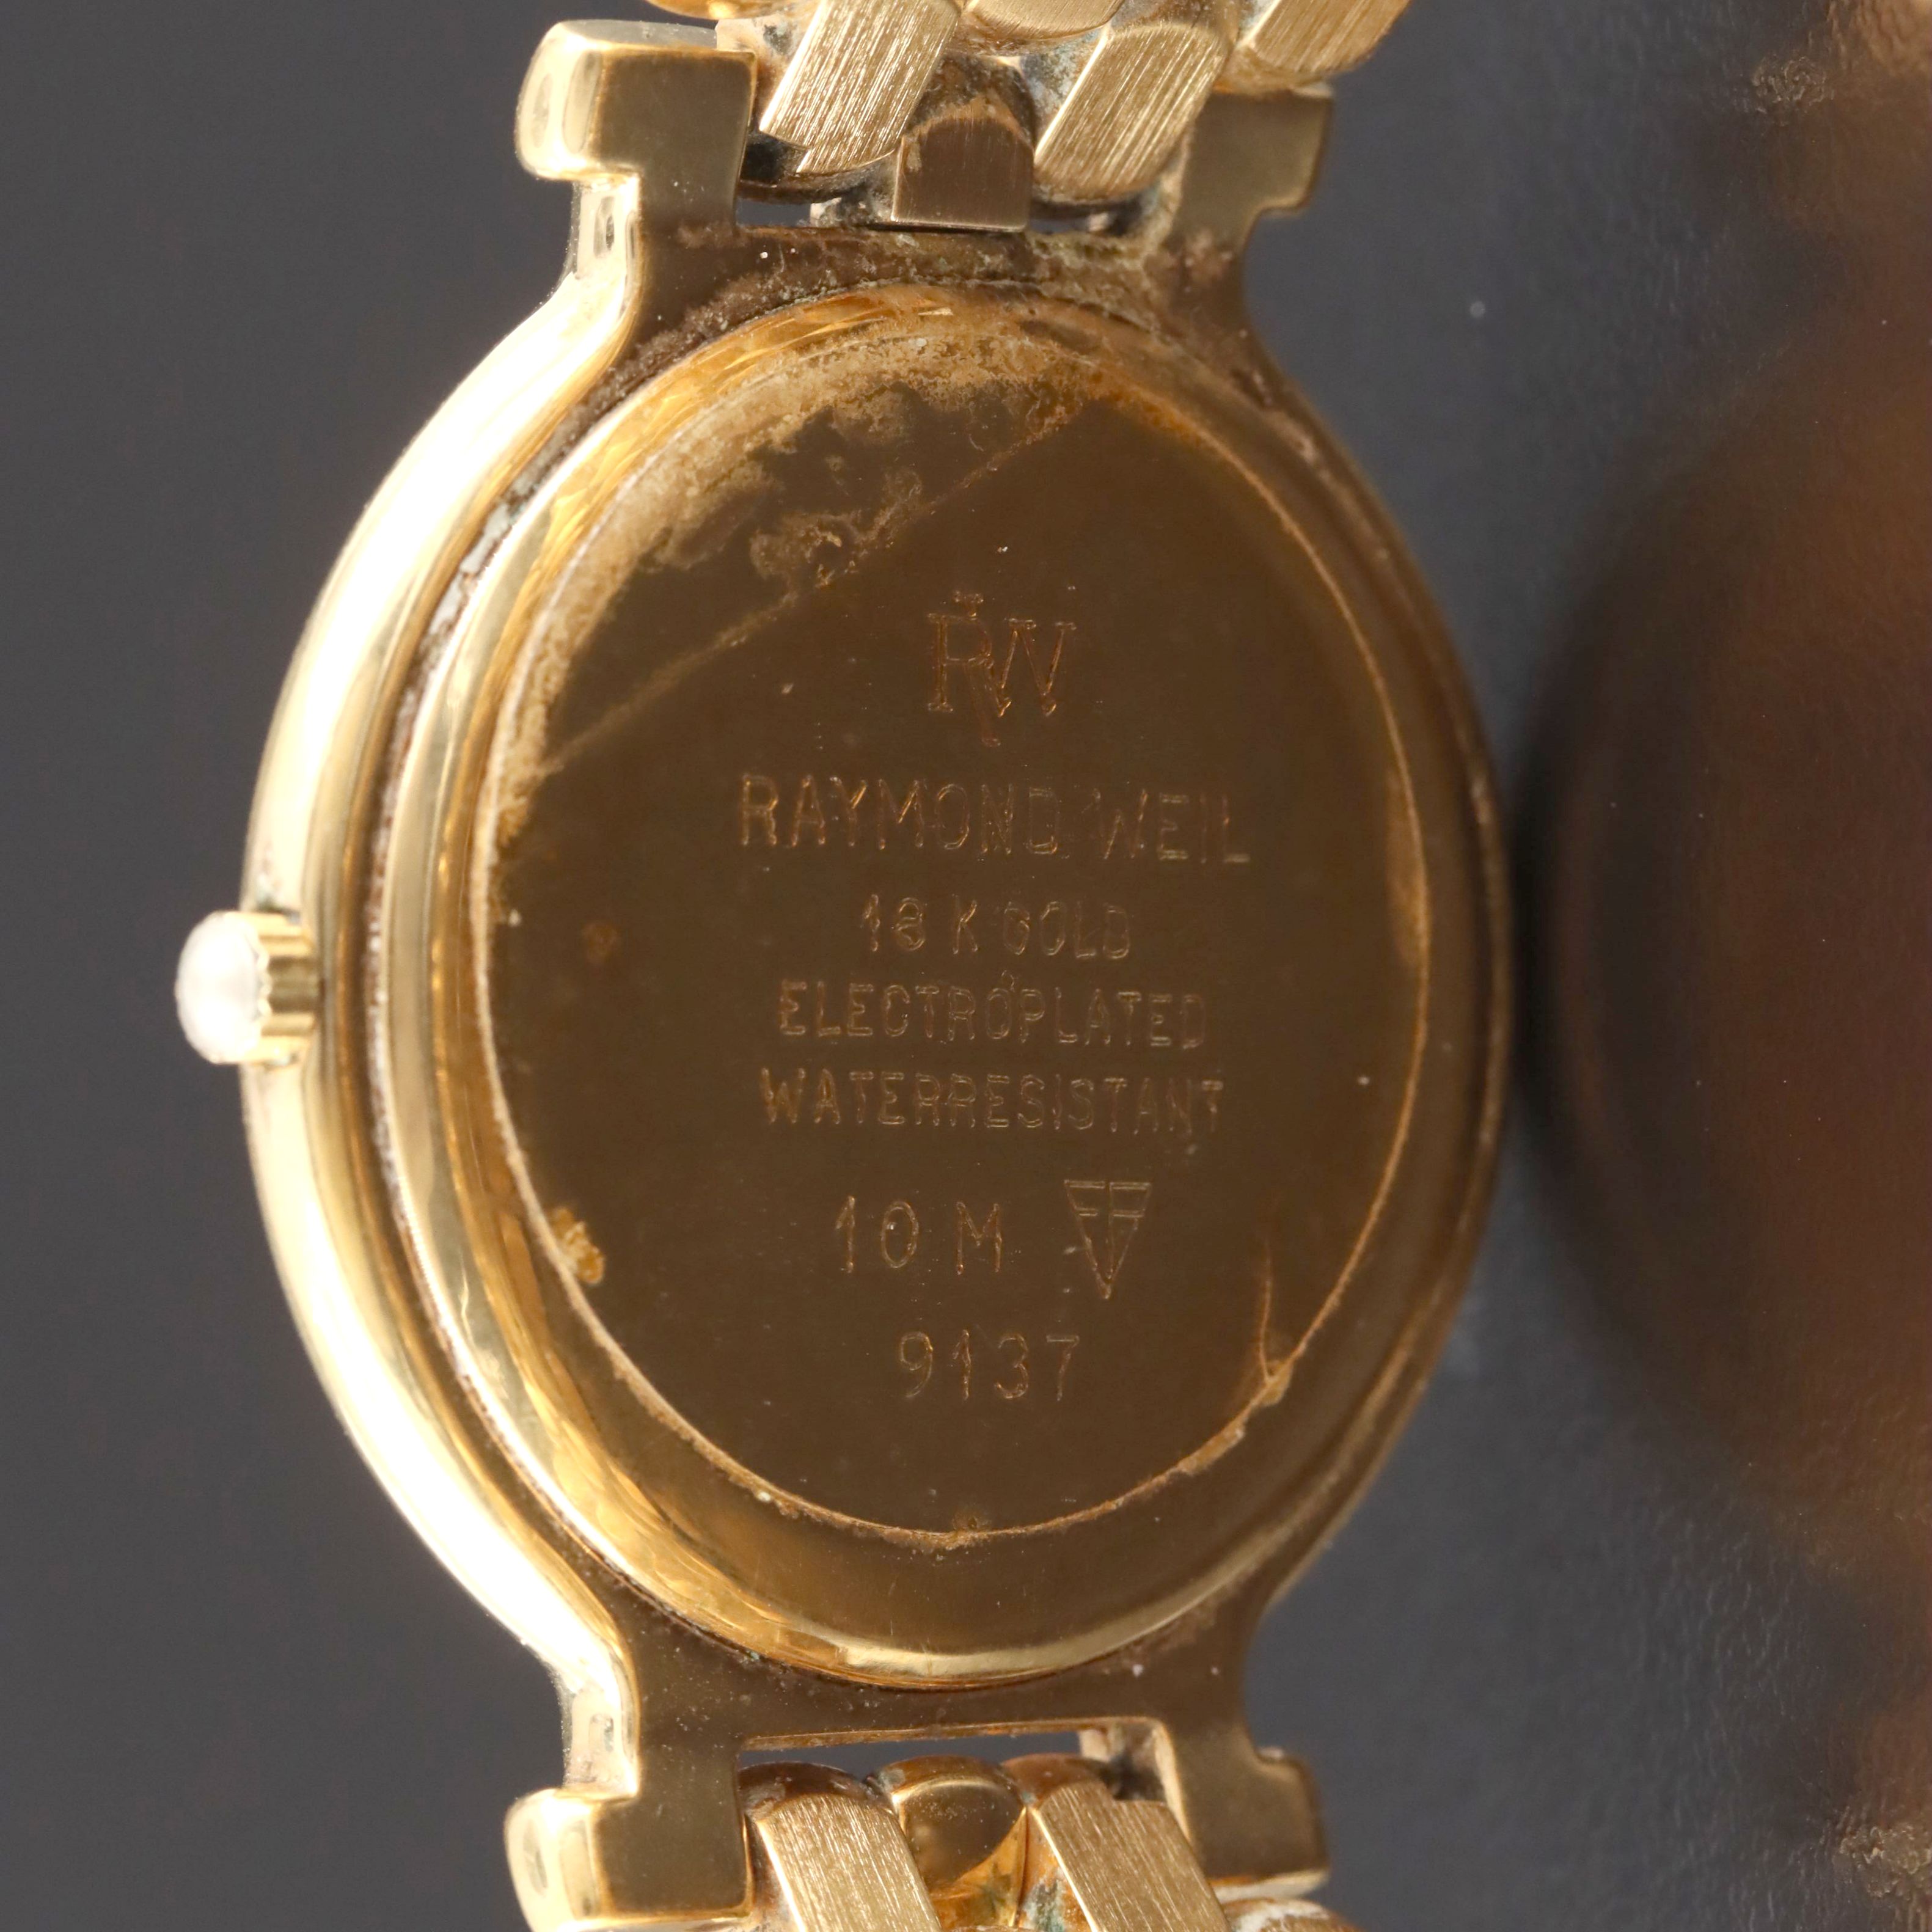 RW
RAYMOND WEIL
18 K GOLD
ELECTROPLATED
WATERRESISTANT
10 M
9137